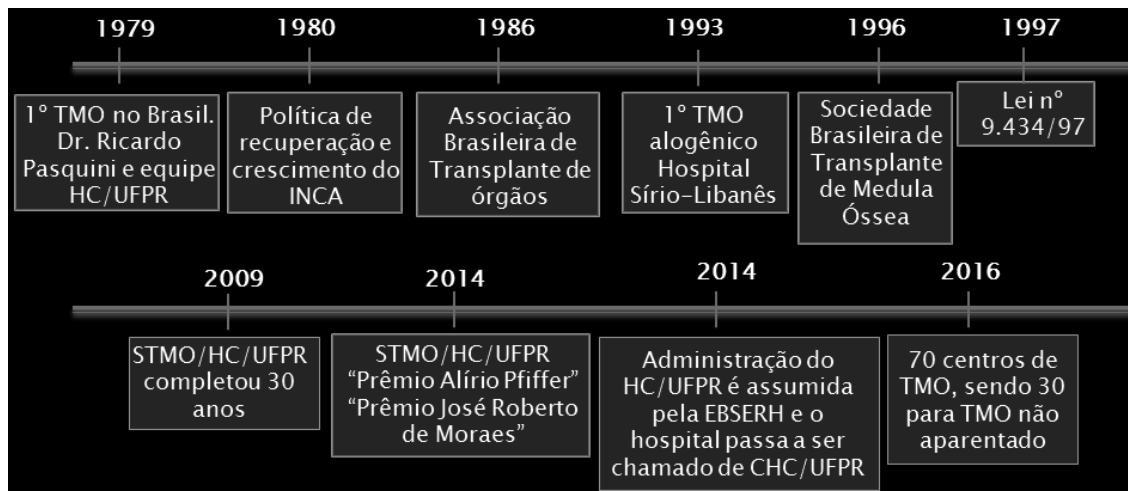 1979
1980
1986
1993
1996
1997
1º TMO no Brasil.
Dr. Ricardo
Pasquini e equipe
HC/UFPR
Política de
recuperação e
crescimento do
INCA
Associação
Brasileira de
Transplante de
órgãos
1º TMO
alogênico
Hospital
Sírio-Libanês
Sociedade
Brasileira de
Transplante
de Medula
Óssea
Lei nº
9.434/97
2009
2014
2014
2016
STMO/HC/UFPR
completou 30
anos
STMO/HC/UFPR
“Prêmio Alírio Pfiffer”
“Prêmio José Roberto
de Moraes”
Administração do
HC/UFPR é assumida
pela EBSERH e o
hospital passa a ser
chamado de CHC/UFPR
70 centros de
TMO, sendo 30
para TMO não
aparentado